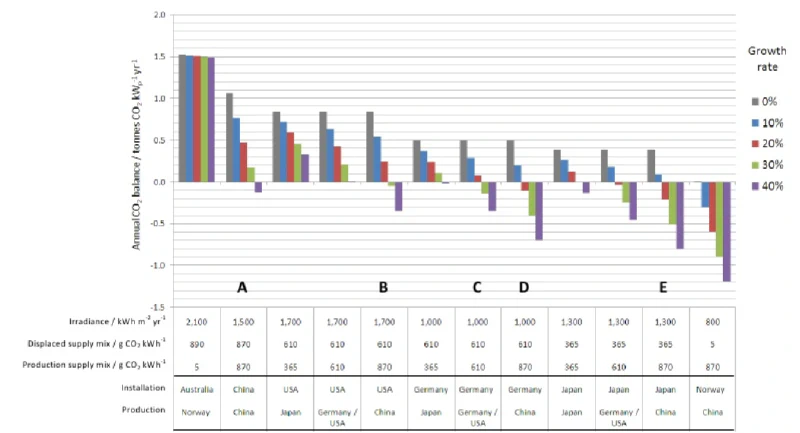 2.0
1.5
1.0
0.5
0.0
-0.5
-1.0
-1.5
Annual CO₂ balance / tonnes CO₂ kWₚ⁻¹ yr⁻¹
Growth
rate
0%
10%
20%
30%
40%
A B C D E
Irradiance / kWh m⁻² yr⁻¹ 2,100 1,500 1,700 1,700 1,700 1,000 1,000 1,000 1,300 1,300 1,300 800
Displaced supply mix / g CO₂ kWh⁻¹ 890 870 610 610 610 610 610 610 365 365 365 5
Production supply mix / g CO₂ kWh⁻¹ 5 870 365 610 870 365 610 870 365 610 870 870
Installation Australia China USA USA USA Germany Germany Germany Japan Japan Japan Norway
Production Norway China Japan Germany / China Japan Germany / China Japan Germany / China China
USA USA USA